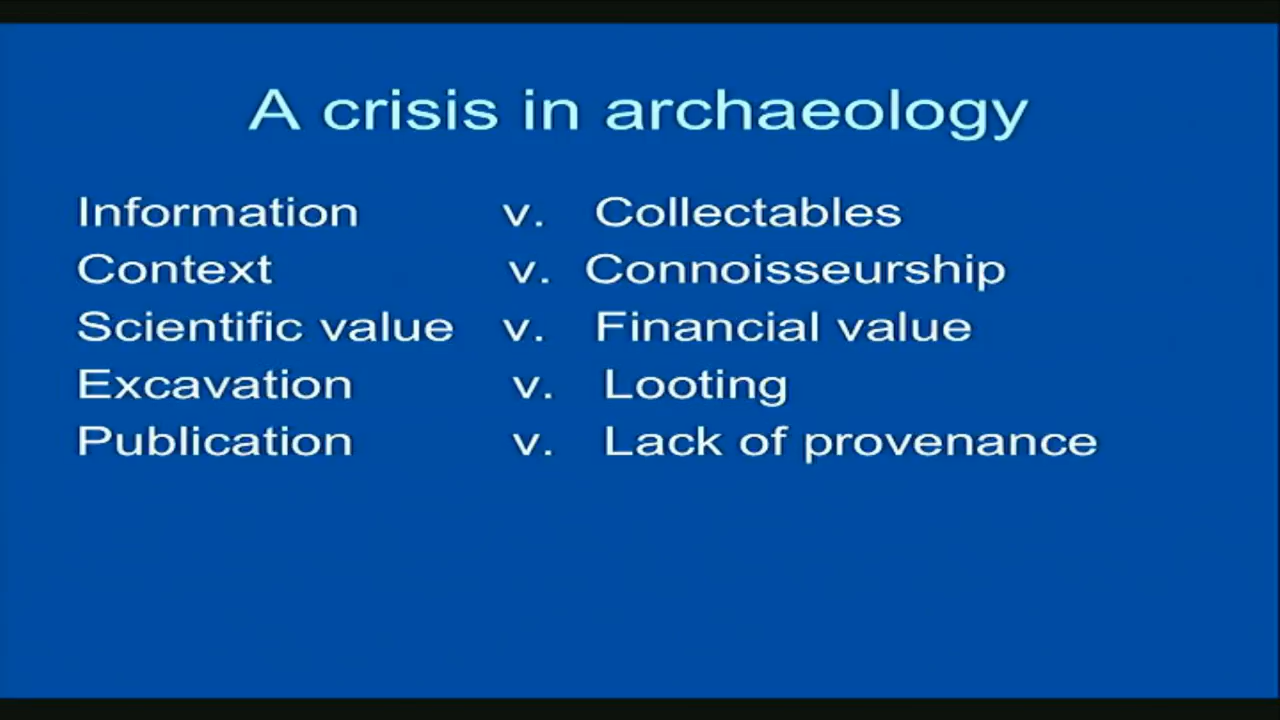 A crisis in archaeology
Information v. Collectables
Context v. Connoisseurship
Scientific value v. Financial value
Excavation v. Looting
Publication v. Lack of provenance